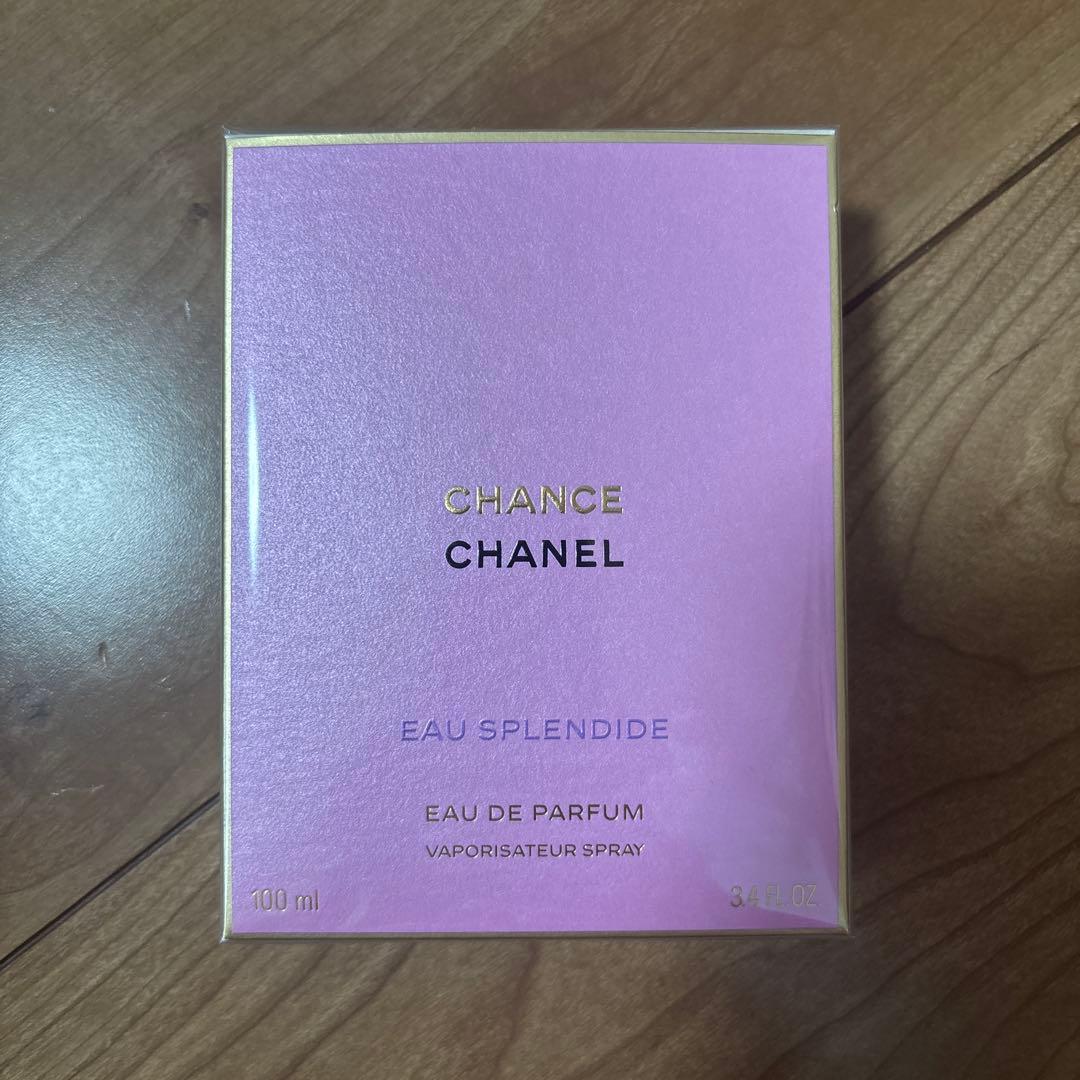 CHANCE
CHANEL
EAU SPLENDIDE
EAU DE PARFUM
VAPORISATEUR SPRAY
100 ml 3.4 FL. OZ